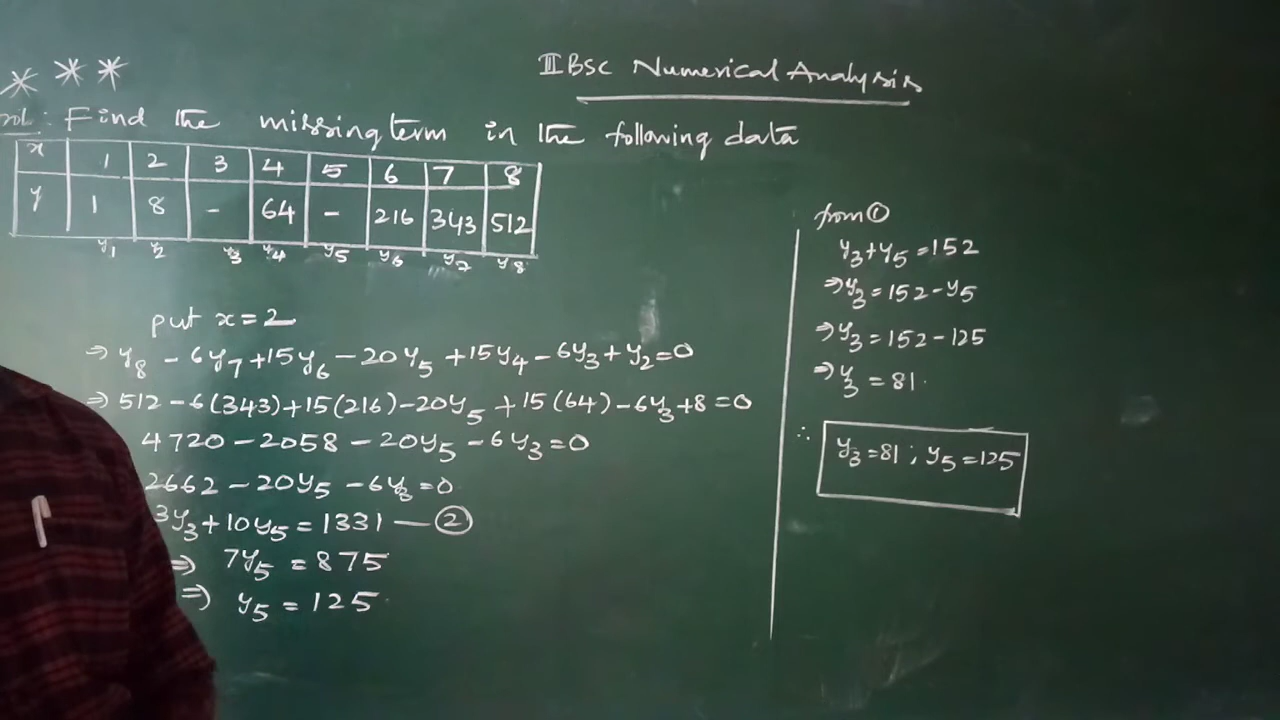 III BSC Numerical Analysis
Find the missing term in the following data
x 1 2 3 4 5 6 7 8
y 1 8 - 64 - 216 343 512
y₁ y₂ y₃ y₄ y₅ y₆ y₇ y₈
put x=2
⇒ y₈ - 6y₇ + 15y₆ - 20y₅ + 15y₄ - 6y₃ + y₂ = 0
⇒ 512 - 6(343) + 15(216) - 20y₅ + 15(64) - 6y₃ + 8 = 0
4720 - 2058 - 20y₅ - 6y₃ = 0
2662 - 20y₅ - 6y₃ = 0
3y₃ + 10y₅ = 1331 — ②
⇒ 7y₅ = 875
⇒ y₅ = 125
from ①
y₃ + y₅ = 152
⇒ y₃ = 152 - y₅
⇒ y₃ = 152 - 125
⇒ y₃ = 81.
∴ y₃ = 81 ; y₅ = 125